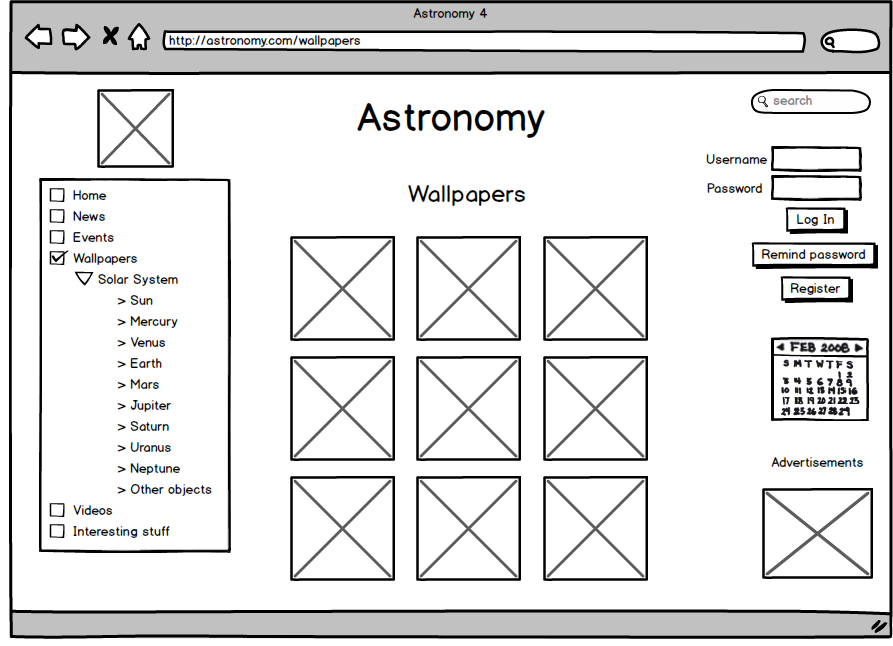 Astronomy 4
http://astronomy.com/wallpapers
Astronomy
search
Username
Password
Log In
Remind password
Register
Home
News
Events
Wallpapers
Solar System
> Sun
> Mercury
> Venus
> Earth
> Mars
> Jupiter
> Saturn
> Uranus
> Neptune
> Other objects
Videos
Interesting stuff
Wallpapers
FEB 2008
S M T W T F S
1 2
3 4 5 6 7 8 9
10 11 12 13 14 15 16
17 18 19 20 21 22 23
24 25 26 27 28 29
Advertisements